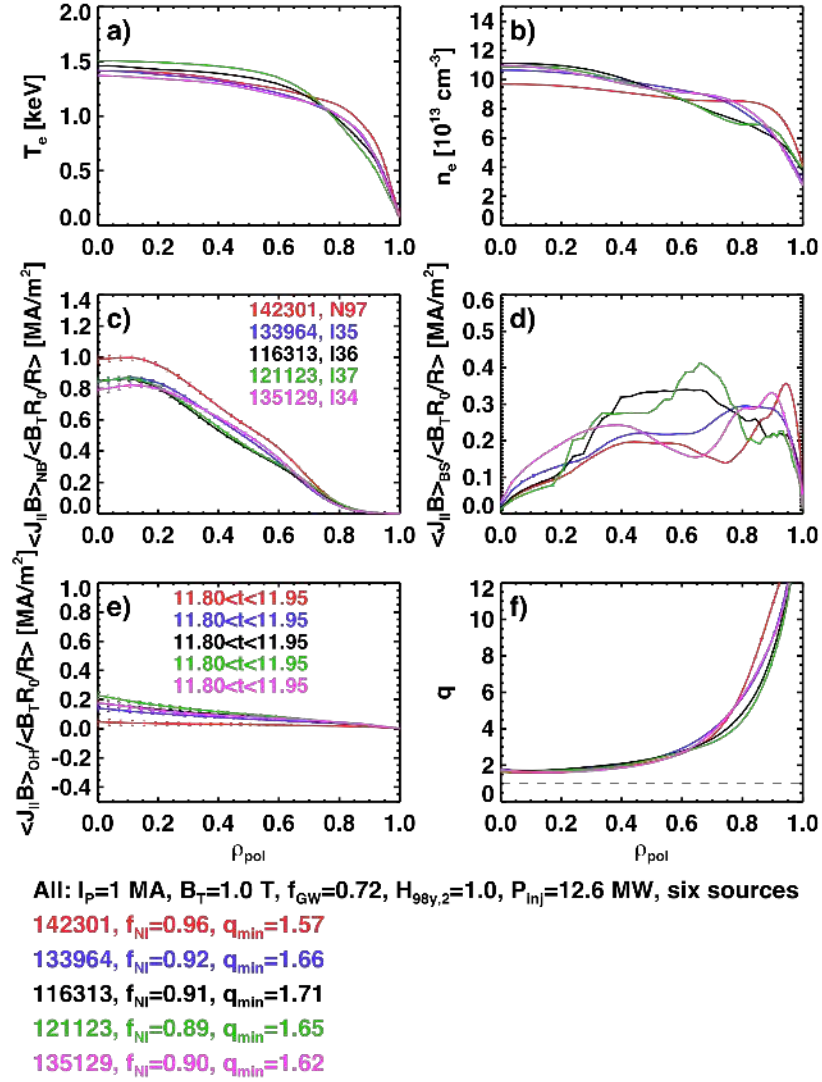 a)
T_e [keV]
2.0
1.5
1.0
0.5
0.0
0.0 0.2 0.4 0.6 0.8 1.0
b)
n_e [10^13 cm^-3]
16
14
12
10
8
6
4
2
0
0.0 0.2 0.4 0.6 0.8 1.0
c)
<J_||B>_NB/<B_TR_0/R> [MA/m^2]
1.4
1.2
1.0
0.8
0.6
0.4
0.2
0.0
142301, N97
133964, I35
116313, I36
121123, I37
135129, I34
0.0 0.2 0.4 0.6 0.8 1.0
d)
<J_||B>_BS/<B_TR_0/R> [MA/m^2]
0.6
0.5
0.4
0.3
0.2
0.1
0.0
0.0 0.2 0.4 0.6 0.8 1.0
e)
<J_||B>_OH/<B_TR_0/R> [MA/m^2]
1.0
0.8
0.6
0.4
0.2
0.0
-0.2
-0.4
11.80<t<11.95
11.80<t<11.95
11.80<t<11.95
11.80<t<11.95
11.80<t<11.95
0.0 0.2 0.4 0.6 0.8 1.0
ρ_pol
f)
q
12
10
8
6
4
2
0
0.0 0.2 0.4 0.6 0.8 1.0
ρ_pol
All: I_P=1 MA, B_T=1.0 T, f_GW=0.72, H_98y,2=1.0, P_inj=12.6 MW, six sources
142301, f_NI=0.96, q_min=1.57
133964, f_NI=0.92, q_min=1.66
116313, f_NI=0.91, q_min=1.71
121123, f_NI=0.89, q_min=1.65
135129, f_NI=0.90, q_min=1.62